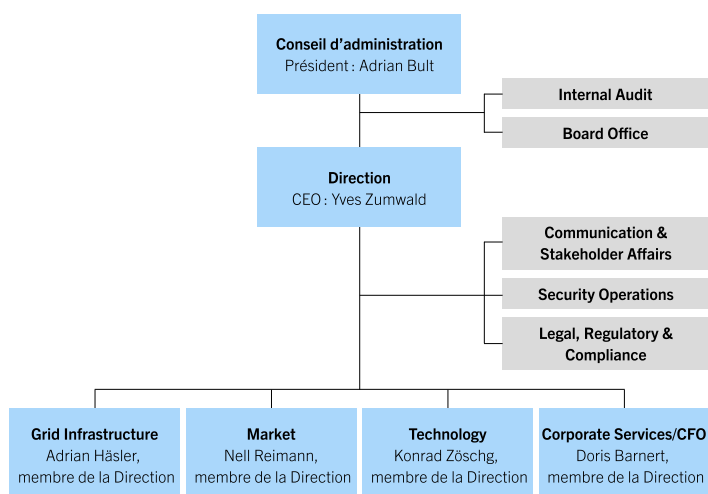 Conseil d’administration
Président : Adrian Bult
Internal Audit
Board Office
Direction
CEO : Yves Zumwald
Communication &
Stakeholder Affairs
Security Operations
Legal, Regulatory &
Compliance
Grid Infrastructure
Adrian Häsler,
membre de la Direction
Market
Nell Reimann,
membre de la Direction
Technology
Konrad Zöschg,
membre de la Direction
Corporate Services/CFO
Doris Barnert,
membre de la Direction